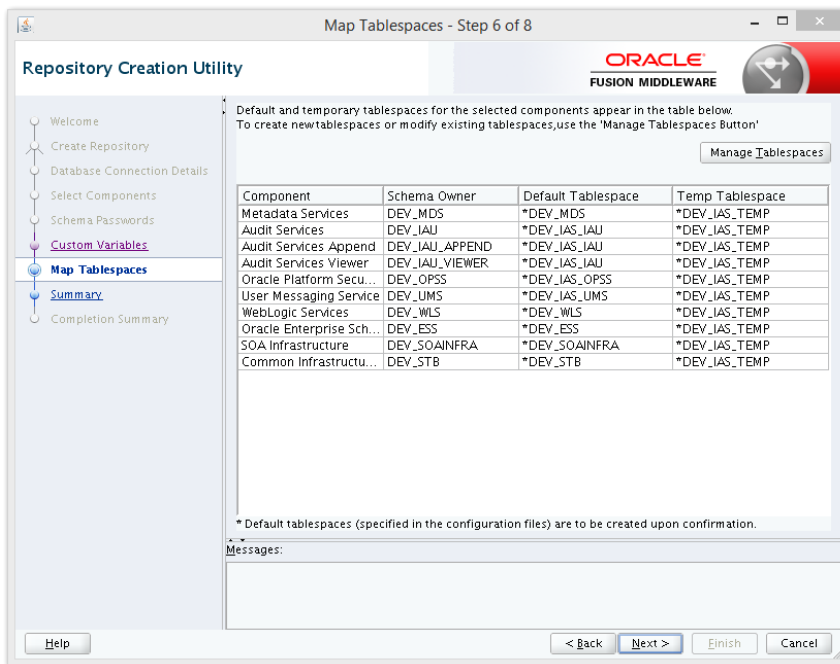 Map Tablespaces - Step 6 of 8
Repository Creation Utility
ORACLE
FUSION MIDDLEWARE
Welcome
Create Repository
Database Connection Details
Select Components
Schema Passwords
Custom Variables
Map Tablespaces
Summary
Completion Summary
Default and temporary tablespaces for the selected components appear in the table below.
To create newtablespaces or modify existing tablespaces,use the 'Manage Tablespaces Button'
Manage Tablespaces
Component Schema Owner Default Tablespace Temp Tablespace
Metadata Services DEV_MDS *DEV_MDS *DEV_IAS_TEMP
Audit Services DEV_IAU *DEV_IAS_IAU *DEV_IAS_TEMP
Audit Services Append DEV_IAU_APPEND *DEV_IAS_IAU *DEV_IAS_TEMP
Audit Services Viewer DEV_IAU_VIEWER *DEV_IAS_IAU *DEV_IAS_TEMP
Oracle Platform Secu... DEV_OPSS *DEV_IAS_OPSS *DEV_IAS_TEMP
User Messaging Service DEV_UMS *DEV_IAS_UMS *DEV_IAS_TEMP
WebLogic Services DEV_WLS *DEV_WLS *DEV_IAS_TEMP
Oracle Enterprise Sch... DEV_ESS *DEV_ESS *DEV_IAS_TEMP
SOA Infrastructure DEV_SOAINFRA *DEV_SOAINFRA *DEV_IAS_TEMP
Common Infrastructu... DEV_STB *DEV_STB *DEV_IAS_TEMP
* Default tablespaces (specified in the configuration files) are to be created upon confirmation.
Messages:
Help
< Back
Next >
Finish
Cancel